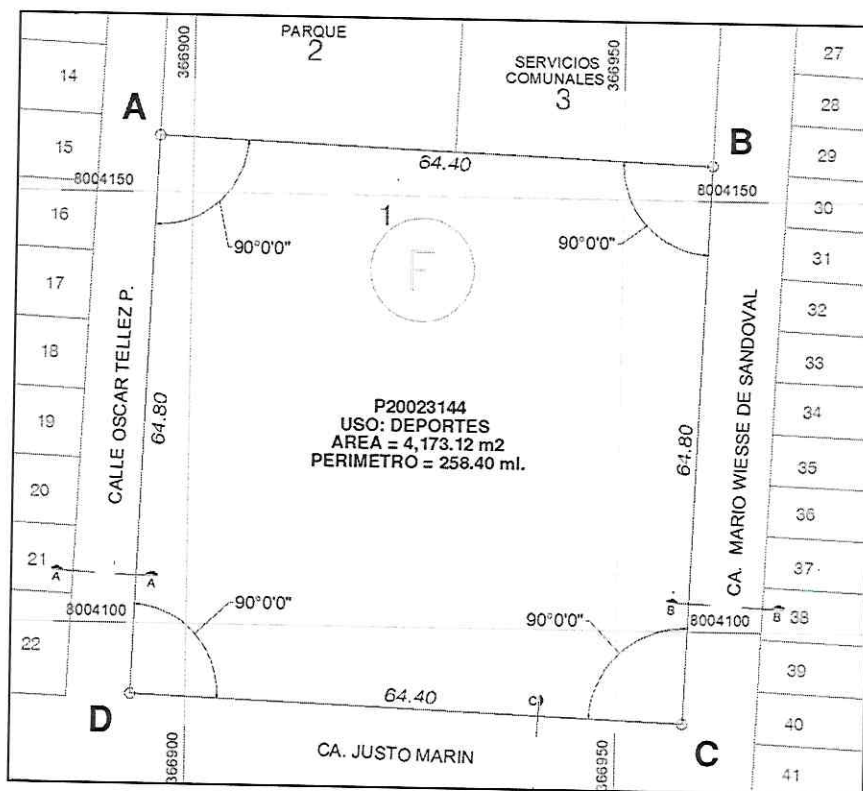 14
15
16
17
18
19
20
21
22
366900
PARQUE
2
SERVICIOS
COMUNALES
3
366950
27
28
29
30
31
32
33
34
35
36
37
38
39
40
41
A
64.40
B
8004150
8004150
90°0'0"
90°0'0"
1
F
CALLE OSCAR TELLEZ P.
64.80
P20023144
USO: DEPORTES
AREA = 4,173.12 m2
PERIMETRO = 258.40 ml.
64.80
CA. MARIO WIESSE DE SANDOVAL
A
A
B
B
8004100
8004100
90°0'0"
90°0'0"
D
64.40
C
C
366900
CA. JUSTO MARIN
366950